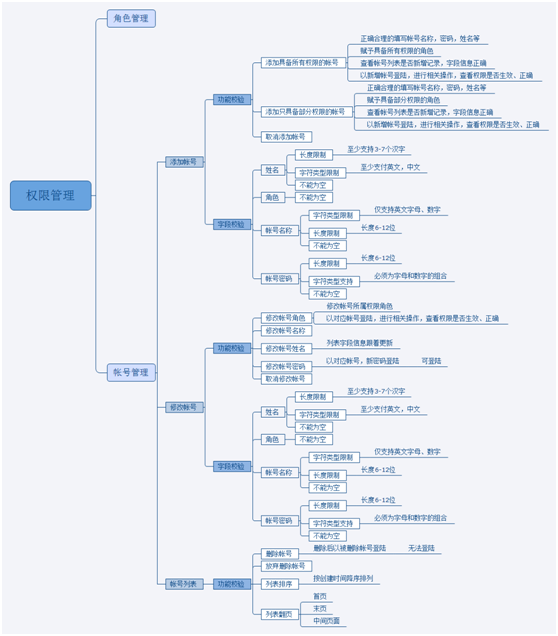 权限管理
角色管理
帐号管理
添加帐号
功能校验
添加具备所有权限的帐号
正确合理的填写帐号名称，密码，姓名等
赋予具备所有权限的角色
查看帐号列表是否新增记录，字段信息正确
以新增帐号登陆，进行相关操作，查看权限是否生效、正确
添加只具备部分权限的帐号
正确合理的填写帐号名称，密码，姓名等
赋予具备部分权限的角色
查看帐号列表是否新增记录，字段信息正确
以新增帐号登陆，进行相关操作，查看权限是否生效、正确
取消添加帐号
字段校验
姓名
长度限制
至少支持3-7个汉字
字符类型限制
至少支付英文，中文
不能为空
角色
不能为空
帐号名称
字符类型限制
仅支持英文字母、数字
长度限制
长度6-12位
不能为空
帐号密码
长度限制
长度6-12位
字符类型支持
必须为字母和数字的组合
不能为空
修改帐号
功能校验
修改帐号角色
修改帐号所属权限角色
以对应帐号登陆，进行相关操作，查看权限是否生效、正确
修改帐号名称
修改帐号姓名
列表字段信息跟着更新
修改帐号密码
以对应帐号，新密码登陆
可登陆
取消修改帐号
字段校验
姓名
长度限制
至少支持3-7个汉字
字符类型限制
至少支付英文，中文
不能为空
角色
不能为空
帐号名称
字符类型限制
仅支持英文字母、数字
长度限制
长度6-12位
不能为空
帐号密码
长度限制
长度6-12位
字符类型支持
必须为字母和数字的组合
不能为空
帐号列表
功能校验
删除帐号
删除后以被删除帐号登陆
无法登陆
放弃删除帐号
列表排序
按创建时间降序排列
列表翻页
首页
末页
中间页面